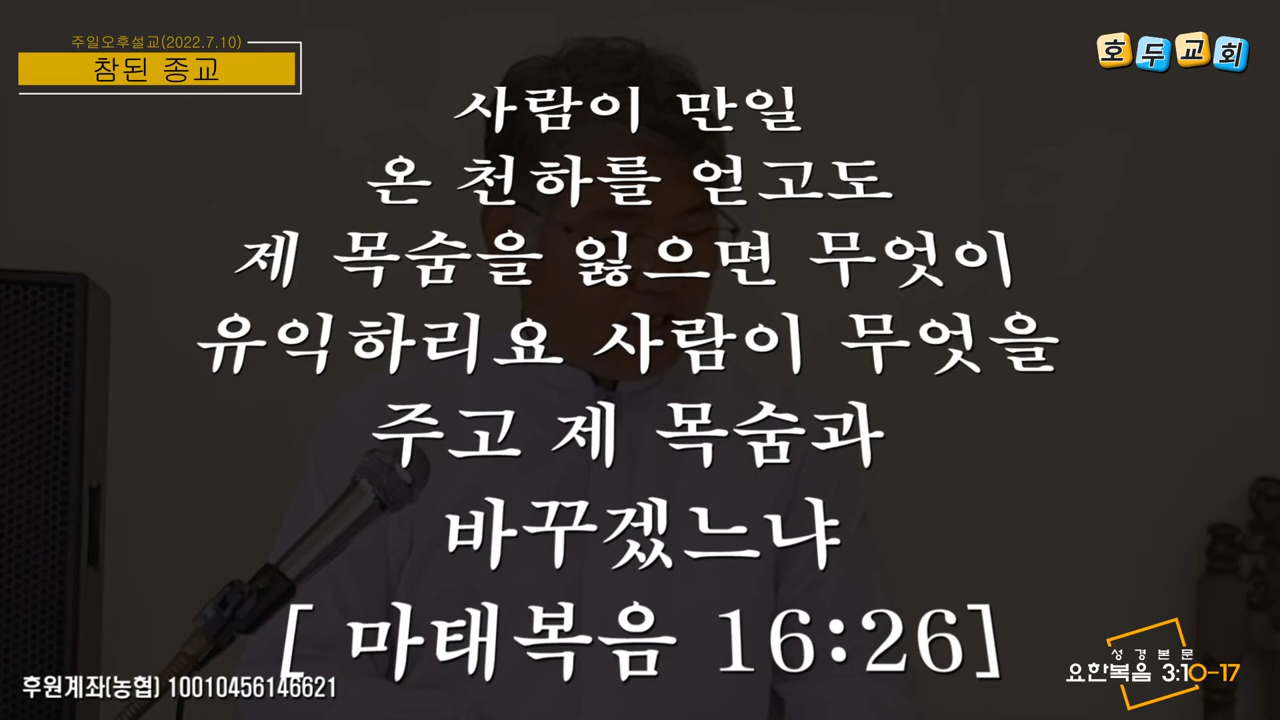 주일오후설교(2022.7.10)
참된 종교
호두교회
사람이 만일
온 천하를 얻고도
제 목숨을 잃으면 무엇이
유익하리요 사람이 무엇을
주고 제 목숨과
바꾸겠느냐
[ 마태복음 16:26]
후원계좌(농협) 10010456146621
성경본문
요한복음 3:10-17